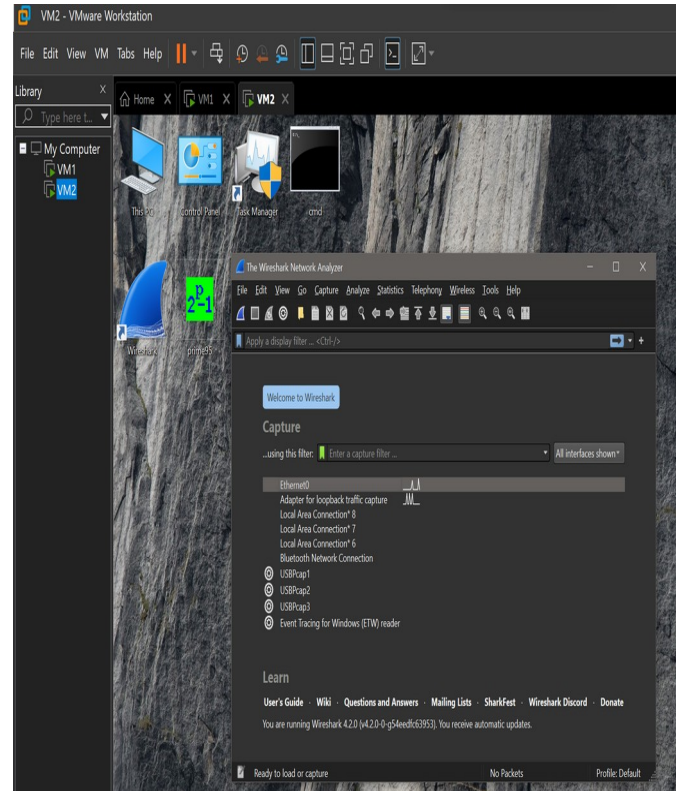 VM2 - VMware Workstation
File Edit View VM Tabs Help
Library
Type here t...
Home
VM1
VM2
My Computer
VM1
VM2
This PC
Control Panel
Task Manager
cmd
Wireshark
prime95
The Wireshark Network Analyzer
File Edit View Go Capture Analyze Statistics Telephony Wireless Tools Help
Apply a display filter ... <Ctrl-/>
Welcome to Wireshark
Capture
...using this filter: Enter a capture filter ... All interfaces shown
Ethernet0
Adapter for loopback traffic capture
Local Area Connection* 8
Local Area Connection* 7
Local Area Connection* 6
Bluetooth Network Connection
USBPcap1
USBPcap2
USBPcap3
Event Tracing for Windows (ETW) reader
Learn
User's Guide · Wiki · Questions and Answers · Mailing Lists · SharkFest · Wireshark Discord · Donate
You are running Wireshark 4.2.0 (v4.2.0-0-g54eedfc63953). You receive automatic updates.
Ready to load or capture No Packets Profile: Default